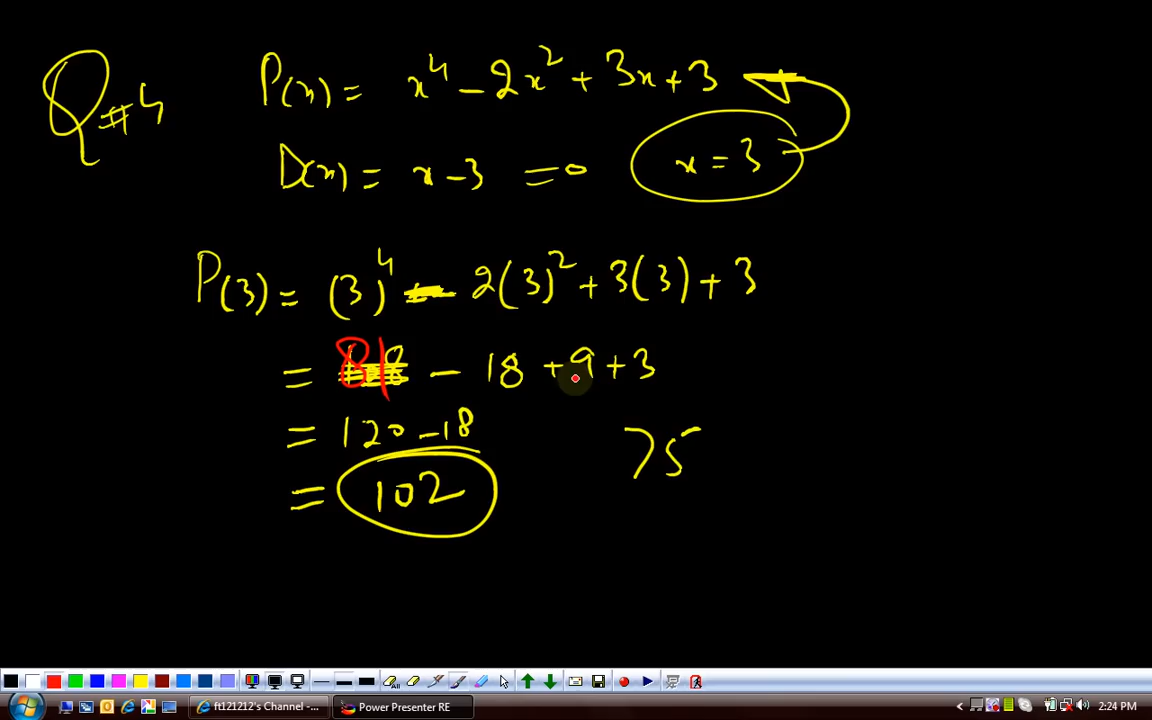 Q#4
P(x) = x⁴ - 2x² + 3x + 3
D(x) = x - 3 = 0 x = 3
P(3) = (3)⁴ - 2(3)² + 3(3) + 3
= 81 - 18 + 9 + 3
= 120 - 18
75
= 102
ft121212's Channel -...
Power Presenter RE
2:24 PM